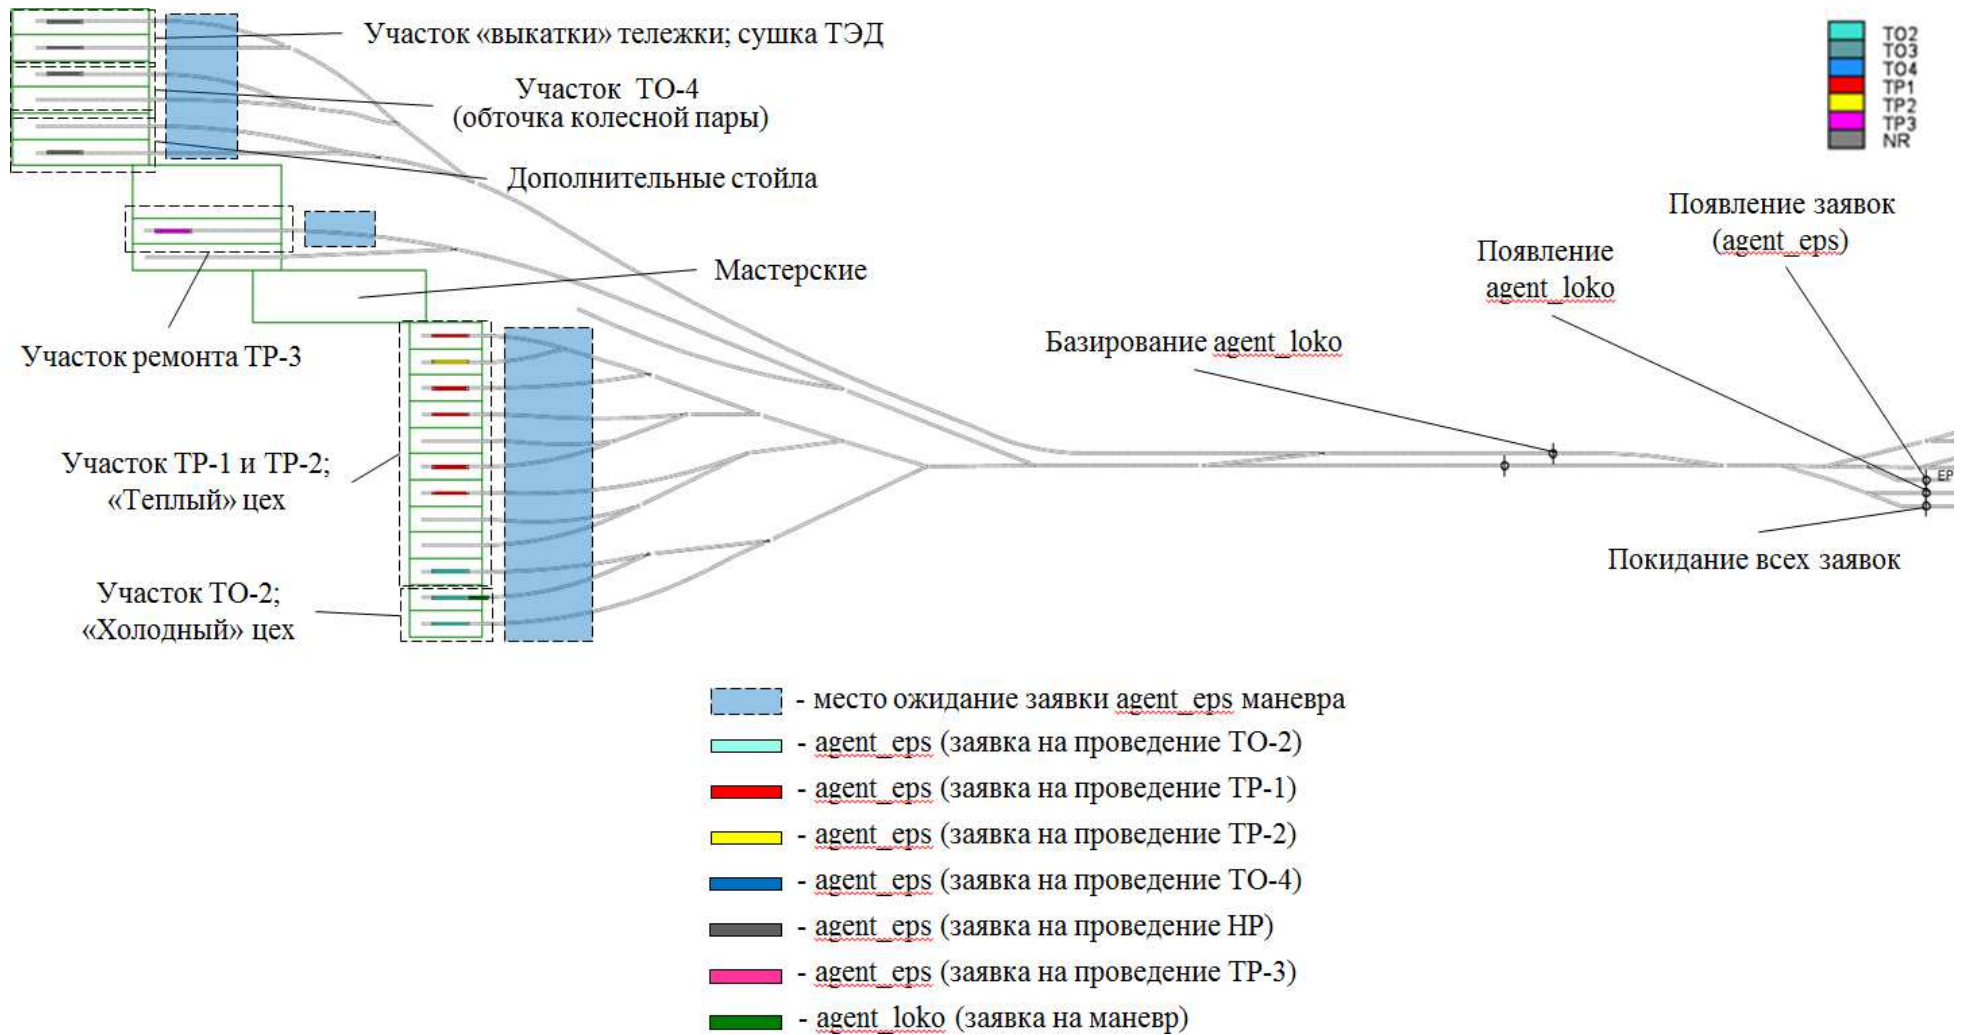 Участок «выкатки» тележки; сушка ТЭД
Участок ТО-4
(обточка колесной пары)
Дополнительные стойла
TO2
TO3
TO4
TP1
TP2
TP3
NR
Появление заявок
(agent_eps)
Появление
agent_loko
Мастерские
Базирование agent_loko
Участок ремонта ТР-3
Участок ТР-1 и ТР-2;
«Теплый» цех
EP
Покидание всех заявок
Участок ТО-2;
«Холодный» цех
- место ожидание заявки agent_eps маневра
- agent_eps (заявка на проведение ТО-2)
- agent_eps (заявка на проведение ТР-1)
- agent_eps (заявка на проведение ТР-2)
- agent_eps (заявка на проведение ТО-4)
- agent_eps (заявка на проведение НР)
- agent_eps (заявка на проведение ТР-3)
- agent_loko (заявка на маневр)